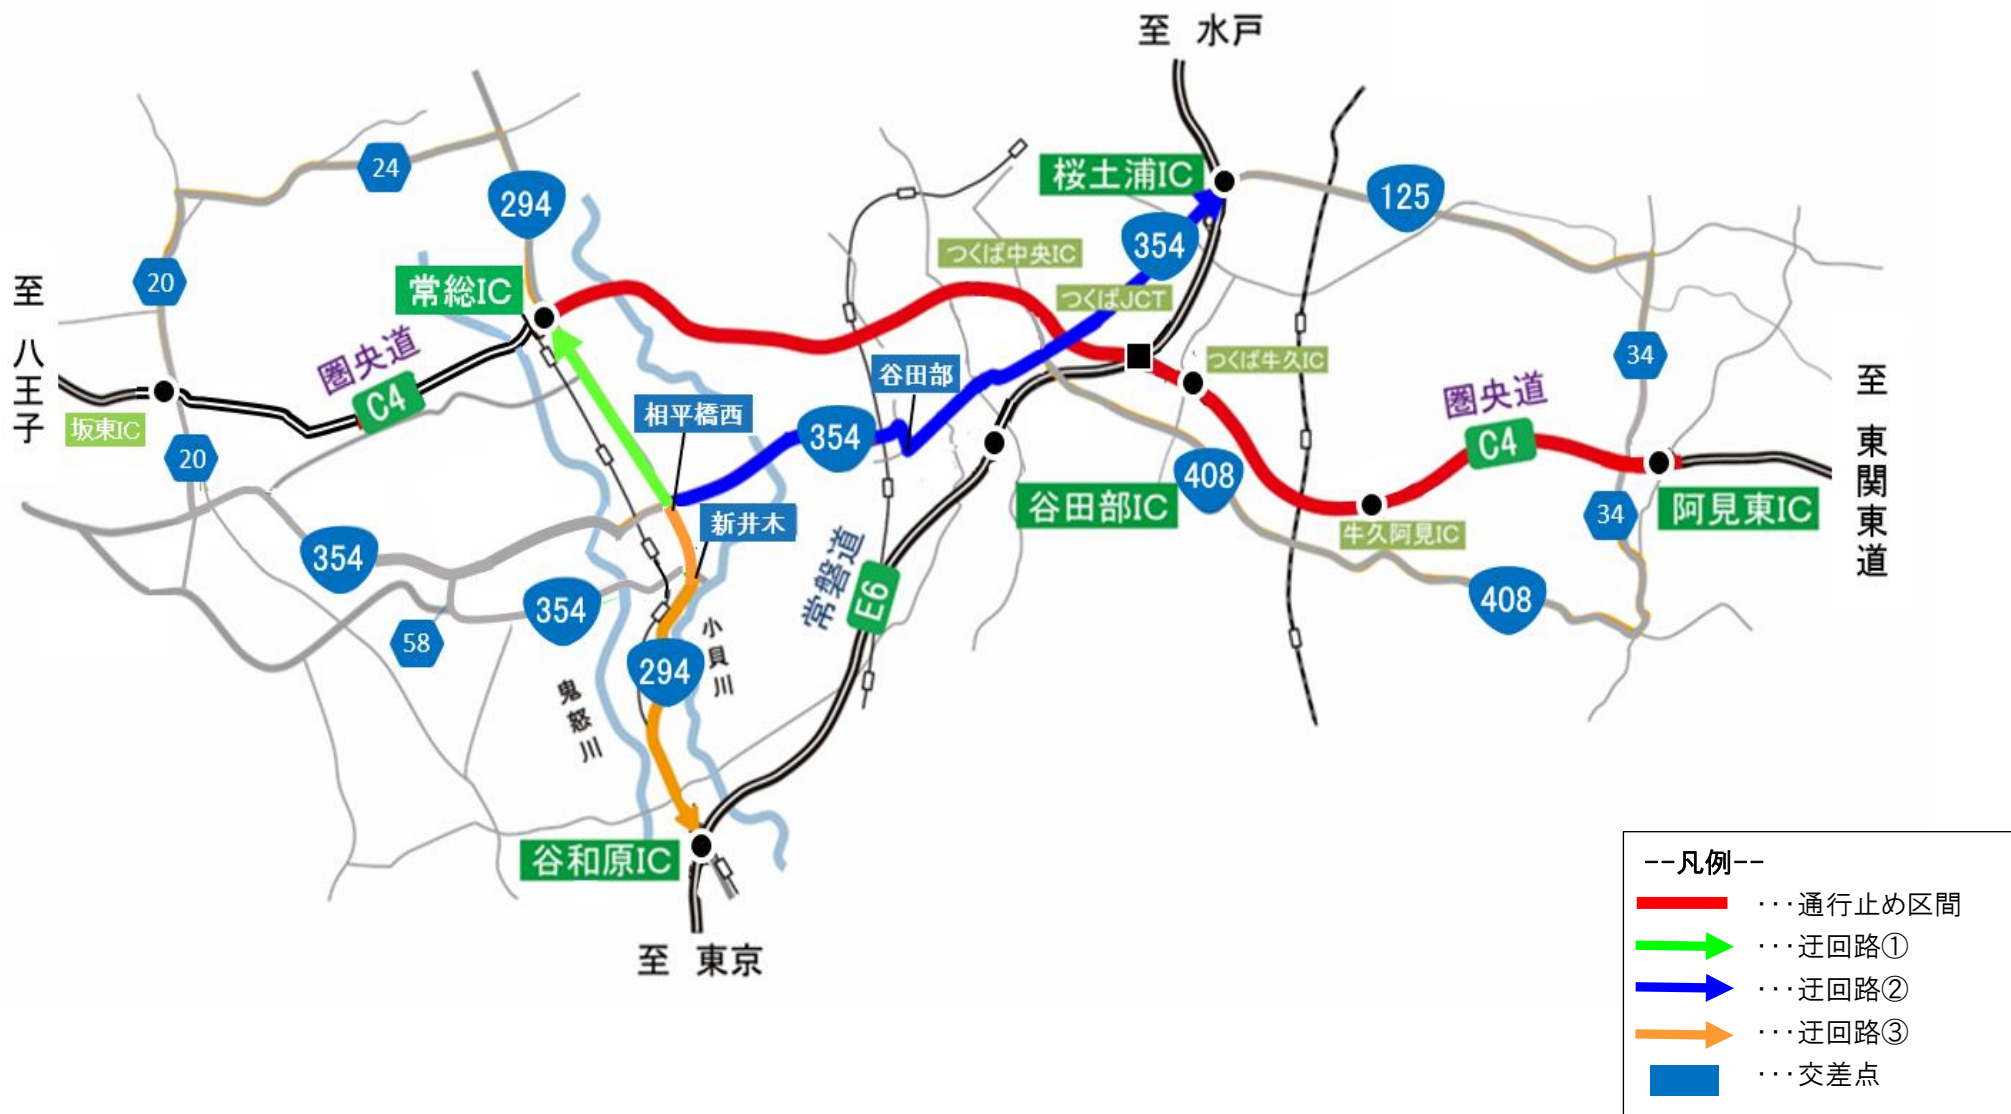 至 水戸
24
294
桜土浦IC
125
354
つくば中央IC
20
常総IC
つくばJCT
至 八王子
圏央道
C4
谷田部
つくば牛久IC
34
圏央道
C4
至 東関東道
坂東IC
相平橋西
354
20
408
谷田部IC
阿見東IC
新井木
牛久阿見IC
34
354
354
常磐道
E6
408
58
小貝川
294
鬼怒川
谷和原IC
至 東京
--凡例--
・・・通行止め区間
・・・迂回路①
・・・迂回路②
・・・迂回路③
・・・交差点